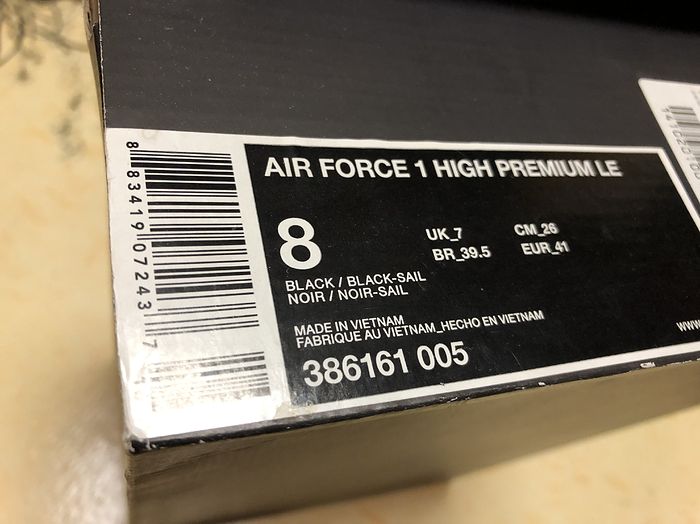 AIR FORCE 1 HIGH PREMIUM LE
8
UK_7 CM_26
BR_39.5 EUR_41
BLACK / BLACK-SAIL
NOIR / NOIR-SAIL
MADE IN VIETNAM
FABRIQUE AU VIETNAM_HECHO EN VIETNAM
386161 005
8 83419 07243 7
WWW.